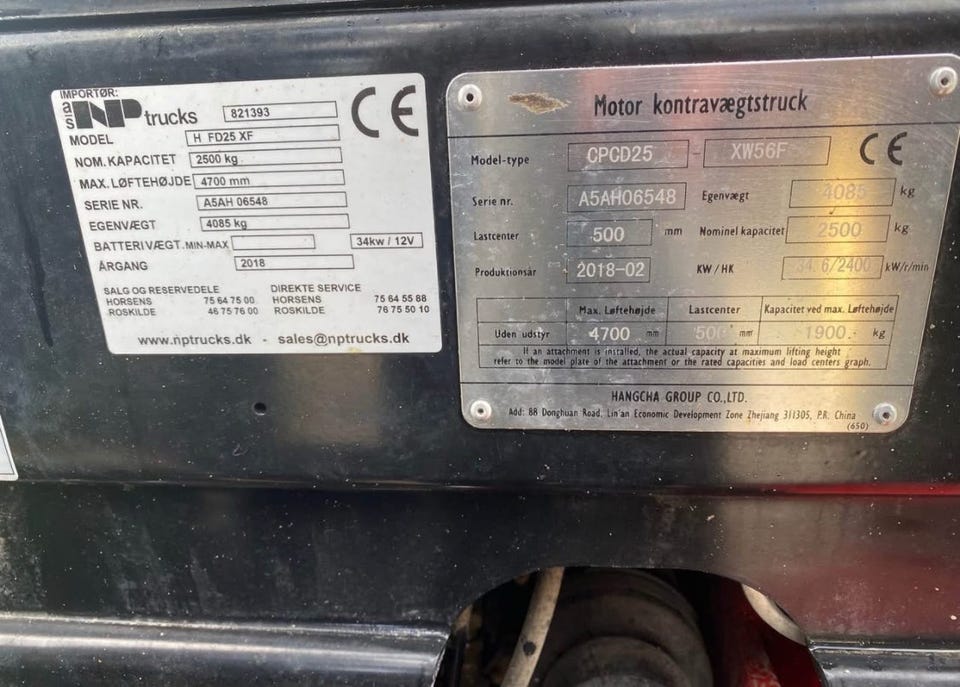 IMPORTØR:
a/s NP trucks 821393 CE
MODEL H FD25 XF
NOM. KAPACITET 2500 kg
MAX. LØFTEHØJDE 4700 mm
SERIE NR. A5AH 06548
EGENVÆGT 4085 kg
BATTERIVÆGT. MIN-MAX 34kw / 12V
ÅRGANG 2018
SALG OG RESERVEDELE DIREKTE SERVICE
HORSENS 75 64 75 00 HORSENS 75 64 55 88
ROSKILDE 46 75 76 00 ROSKILDE 76 75 50 10
www.nptrucks.dk - sales@nptrucks.dk
Motor kontravægtstruck
Model-type CPCD25 - XW56F CE
Serie nr. A5AH06548 Egenvægt 4085 kg
Lastcenter 500 mm Nominel kapacitet 2500 kg
Produktionsår 2018-02 KW / HK 34.6/2400 kW/r/min
Max. Løftehøjde Lastcenter Kapacitet ved max. Løftehøjde
Uden udstyr 4700 mm 500 mm 1900 kg
If an attachment is installed, the actual capacity at maximum lifting height
refer to the model plate of the attachment or the rated capacities and load centers graph.
HANGCHA GROUP CO.,LTD.
Add: 88 Donghuan Road, Lin'an Economic Development Zone Zhejiang 311305, P.R. China
(650)